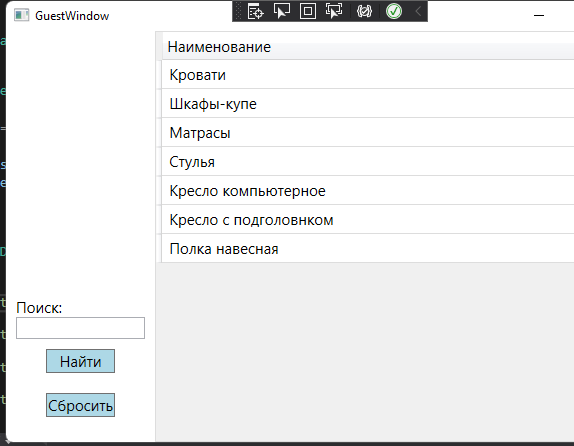 GuestWindow
Наименование
Кровати
Шкафы-купе
Матрасы
Стулья
Кресло компьютерное
Кресло с подголовнком
Полка навесная
Поиск:
Найти
Сбросить